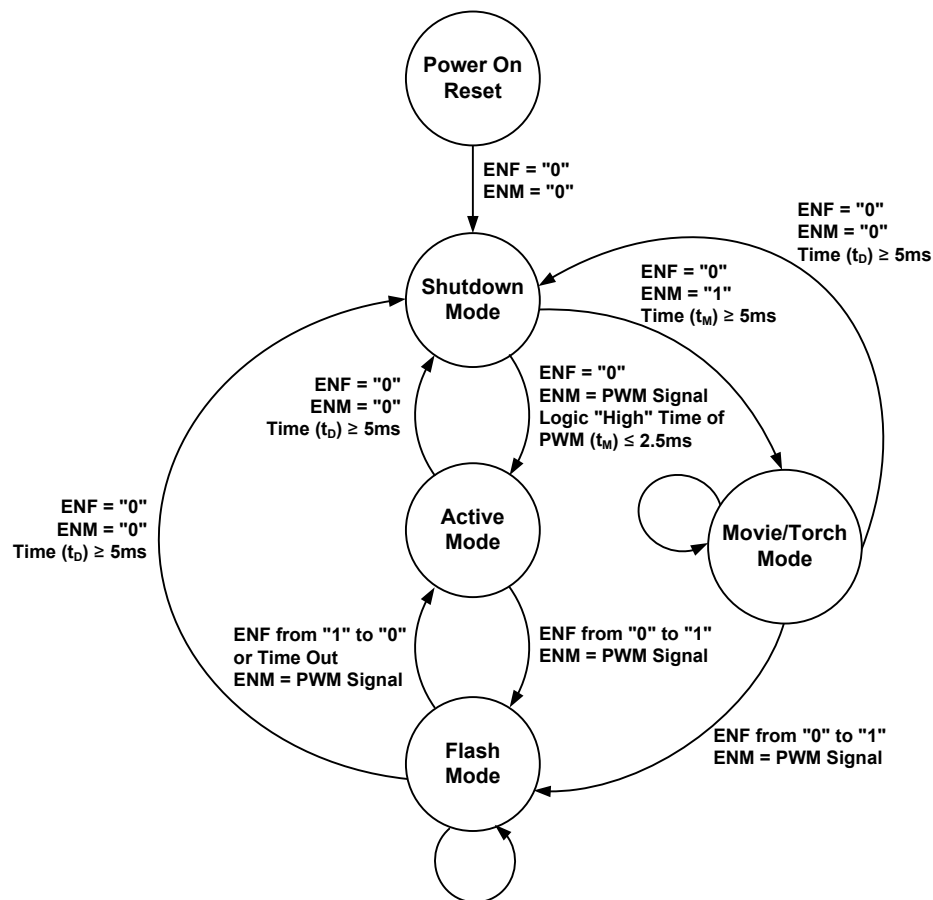 Power On
Reset
ENF = "0"
ENM = "0"
ENF = "0"
ENM = "0"
Time (tD) ≥ 5ms
Shutdown
Mode
ENF = "0"
ENM = "1"
Time (tM) ≥ 5ms
ENF = "0"
ENM = "0"
Time (tD) ≥ 5ms
ENF = "0"
ENM = PWM Signal
Logic "High" Time of
PWM (tM) ≤ 2.5ms
ENF = "0"
ENM = "0"
Time (tD) ≥ 5ms
Active
Mode
Movie/Torch
Mode
ENF from "1" to "0"
or Time Out
ENM = PWM Signal
ENF from "0" to "1"
ENM = PWM Signal
ENF from "0" to "1"
ENM = PWM Signal
Flash
Mode